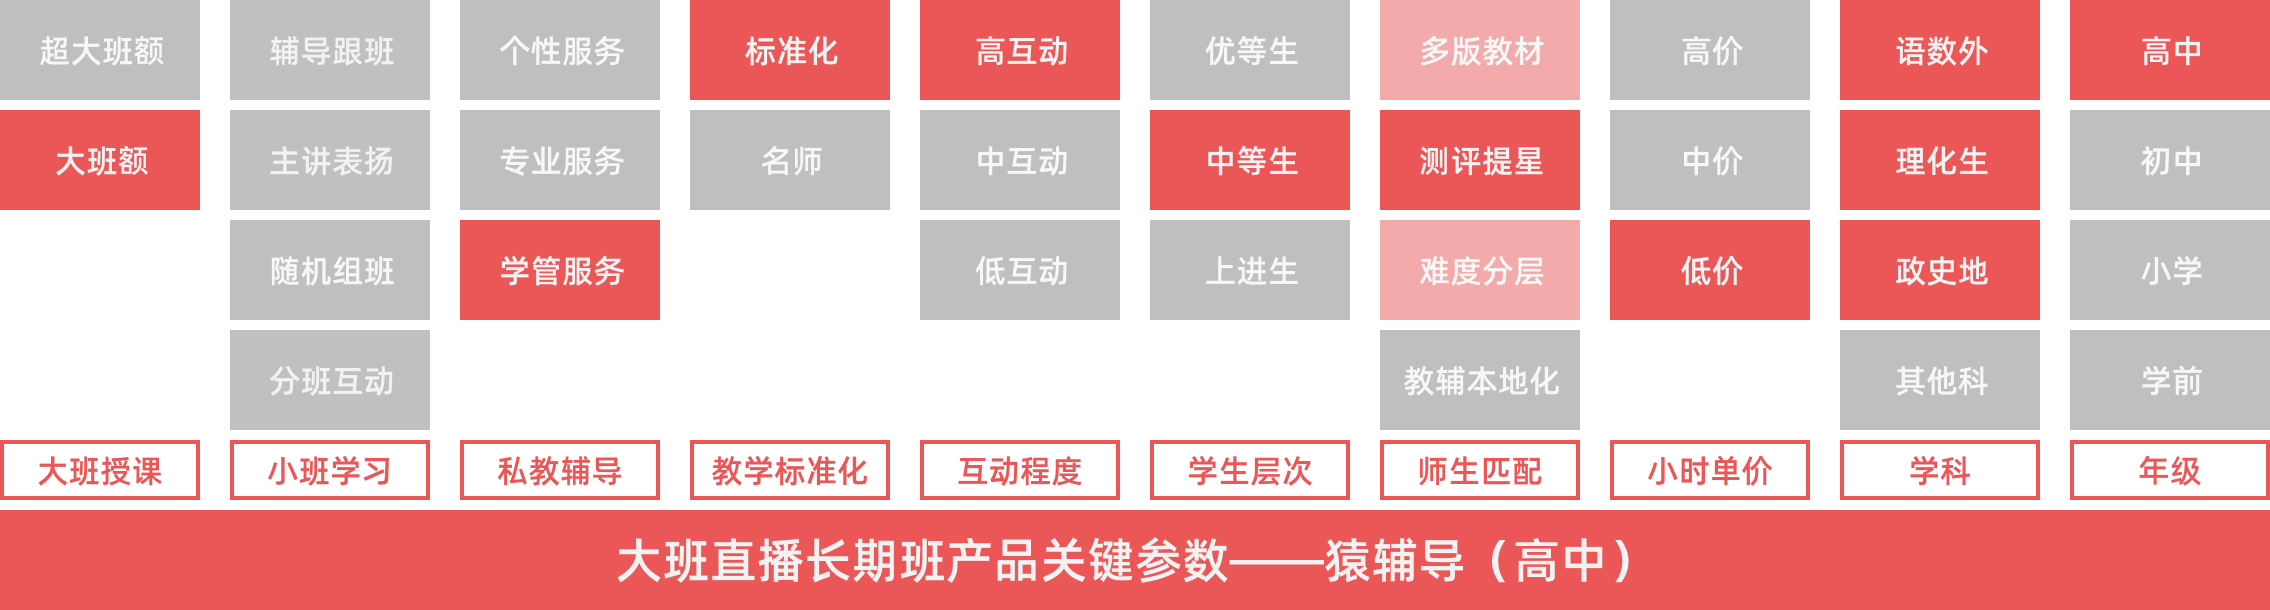 超大班额 辅导跟班 个性服务 标准化 高互动 优等生 多版教材 高价 语数外 高中
大班额 主讲表扬 专业服务 名师 中互动 中等生 测评提星 中价 理化生 初中
随机组班 学管服务 低互动 上进生 难度分层 低价 政史地 小学
分班互动 教辅本地化 其他科 学前
大班授课 小班学习 私教辅导 教学标准化 互动程度 学生层次 师生匹配 小时单价 学科 年级
大班直播长期班产品关键参数——猿辅导（高中）